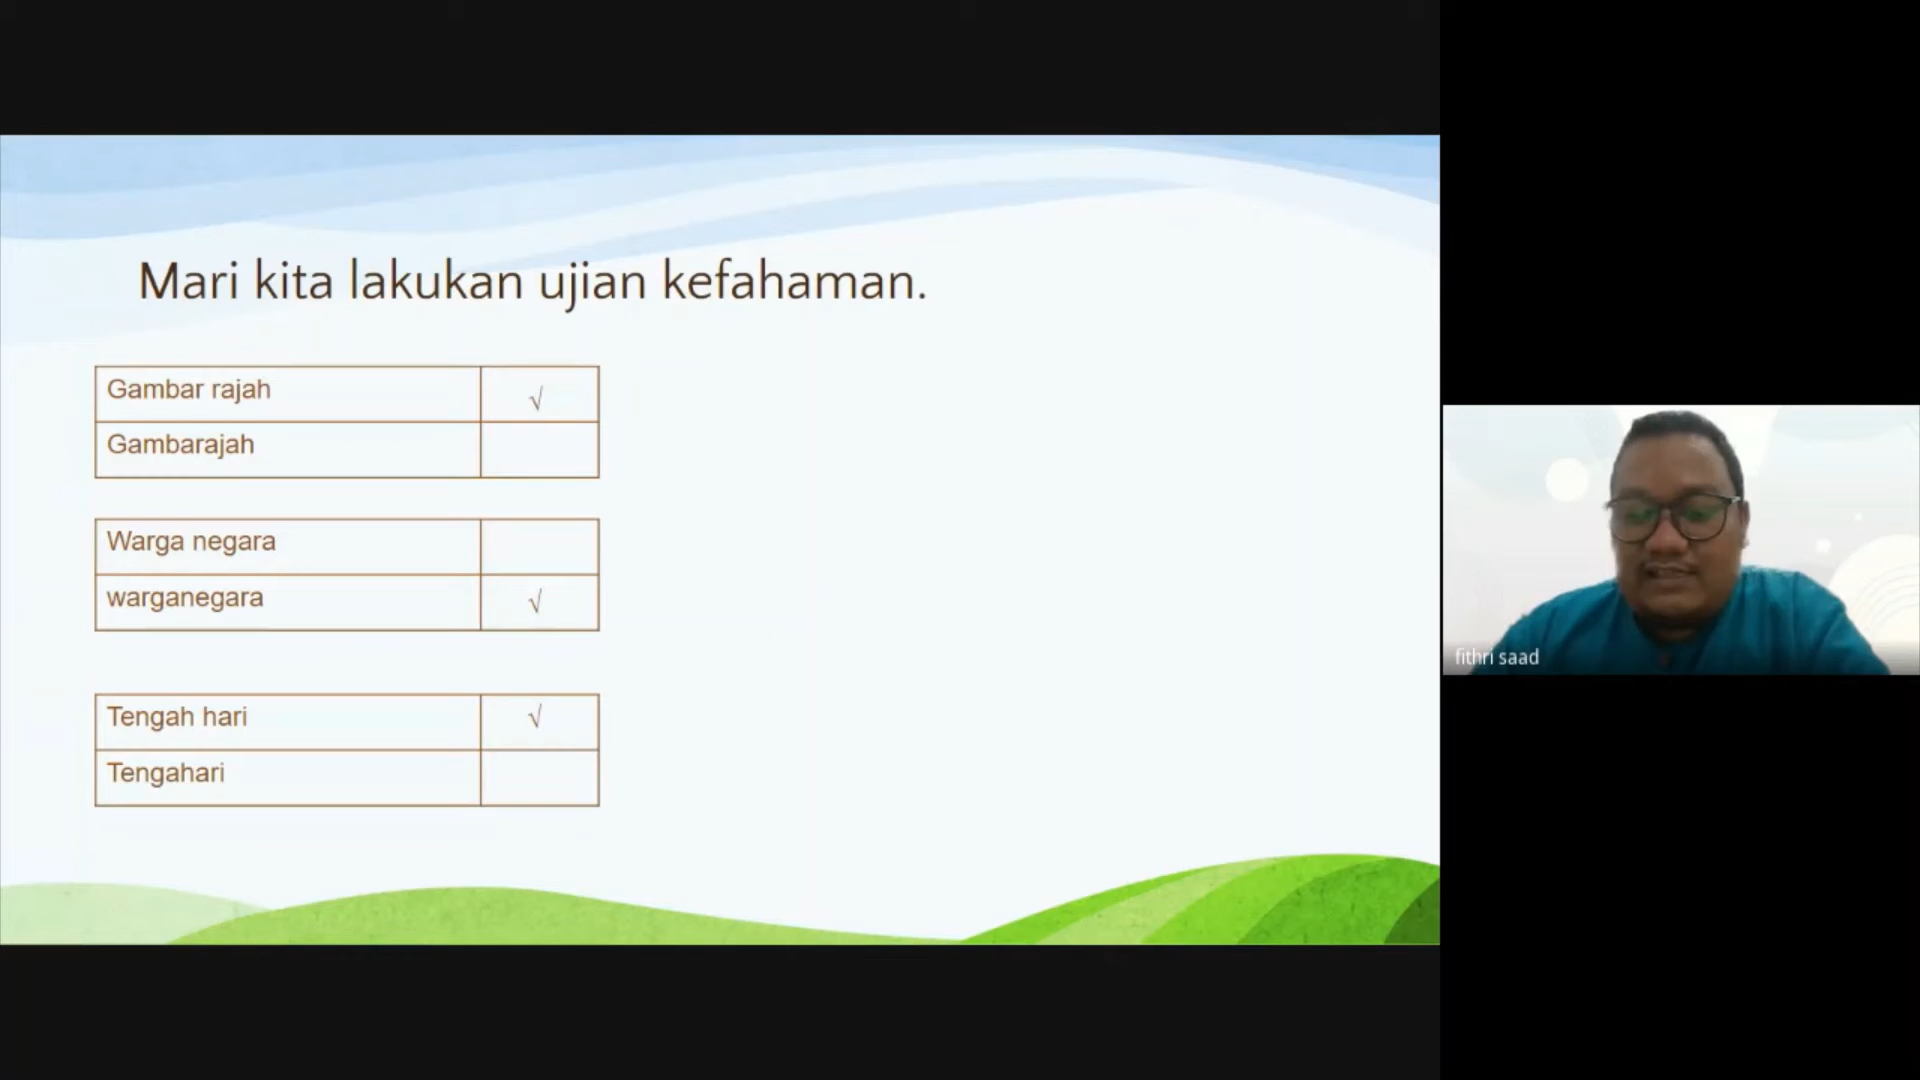 Mari kita lakukan ujian kefahaman.
Gambar rajah √
Gambarajah
Warga negara
warganegara √
Tengah hari √
Tengahari
fithri saad